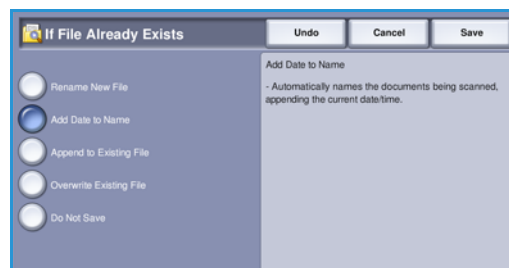 If File Already Exists
Undo
Cancel
Save
Rename New File
Add Date to Name
Append to Existing File
Overwrite Existing File
Do Not Save
Add Date to Name
- Automatically names the documents being scanned,
appending the current date/time.